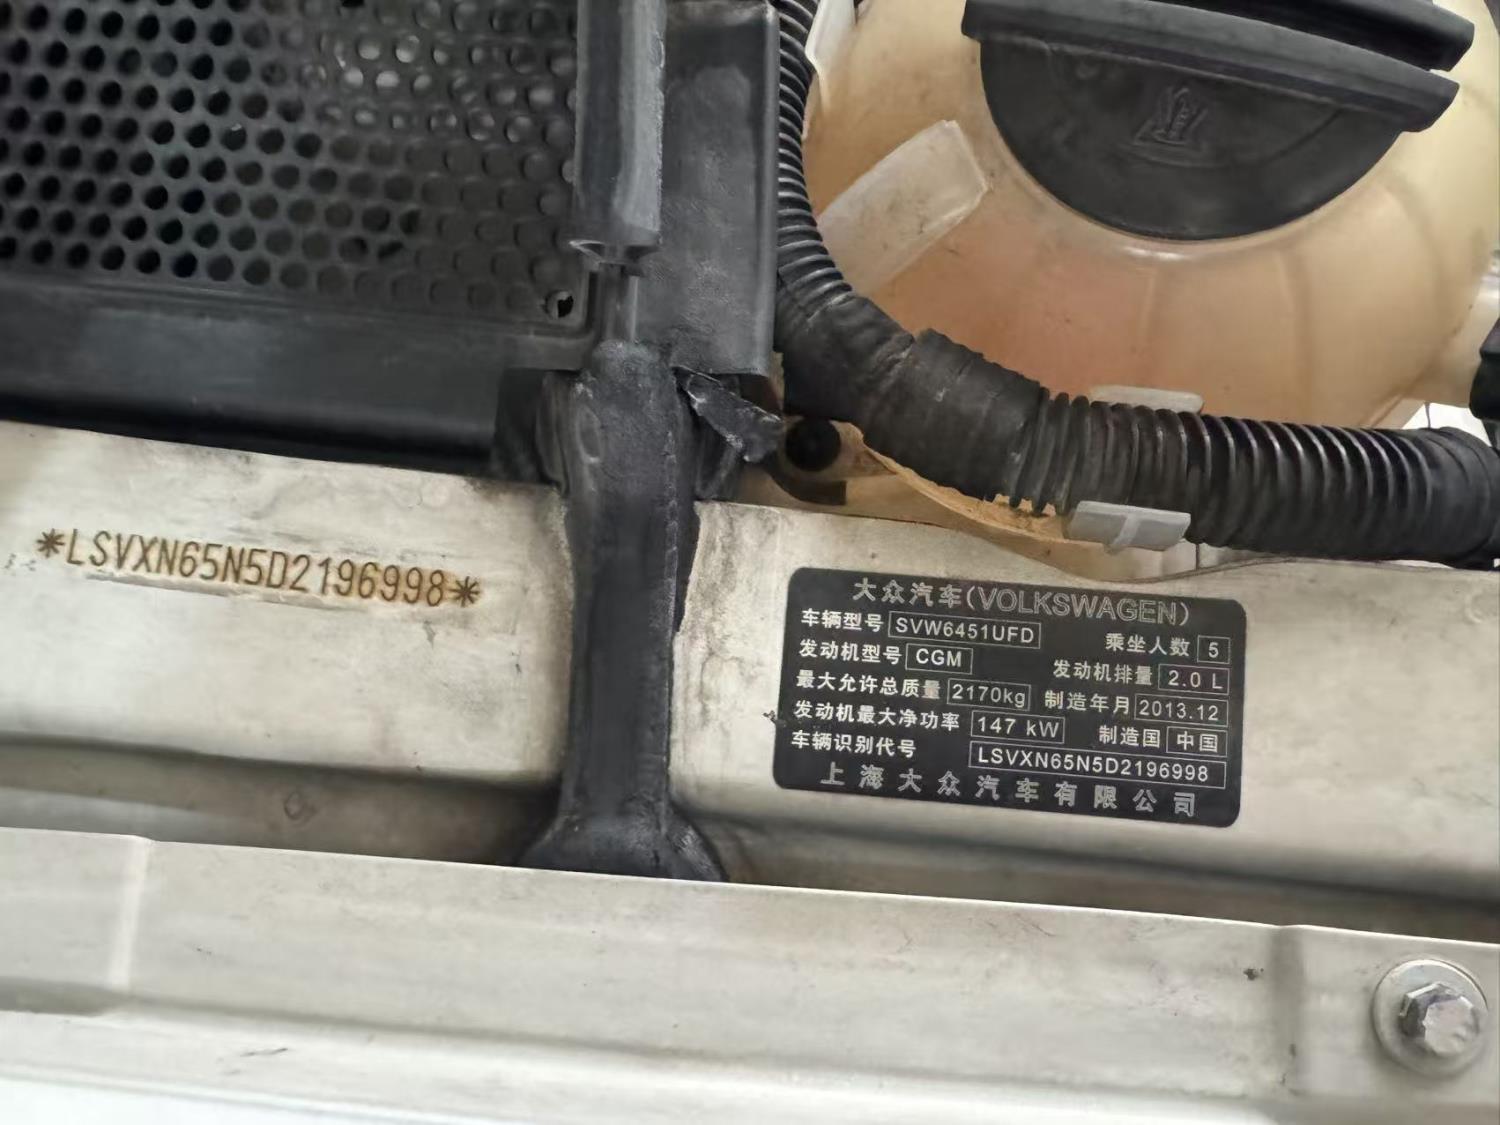 *LSVXN65N5D2196998*
大众汽车(VOLKSWAGEN)
车辆型号 SVW6451UFD 乘坐人数 5
发动机型号 CGM 发动机排量 2.0 L
最大允许总质量 2170kg 制造年月 2013.12
发动机最大净功率 147 kW 制造国 中国
车辆识别代号 LSVXN65N5D2196998
上海大众汽车有限公司